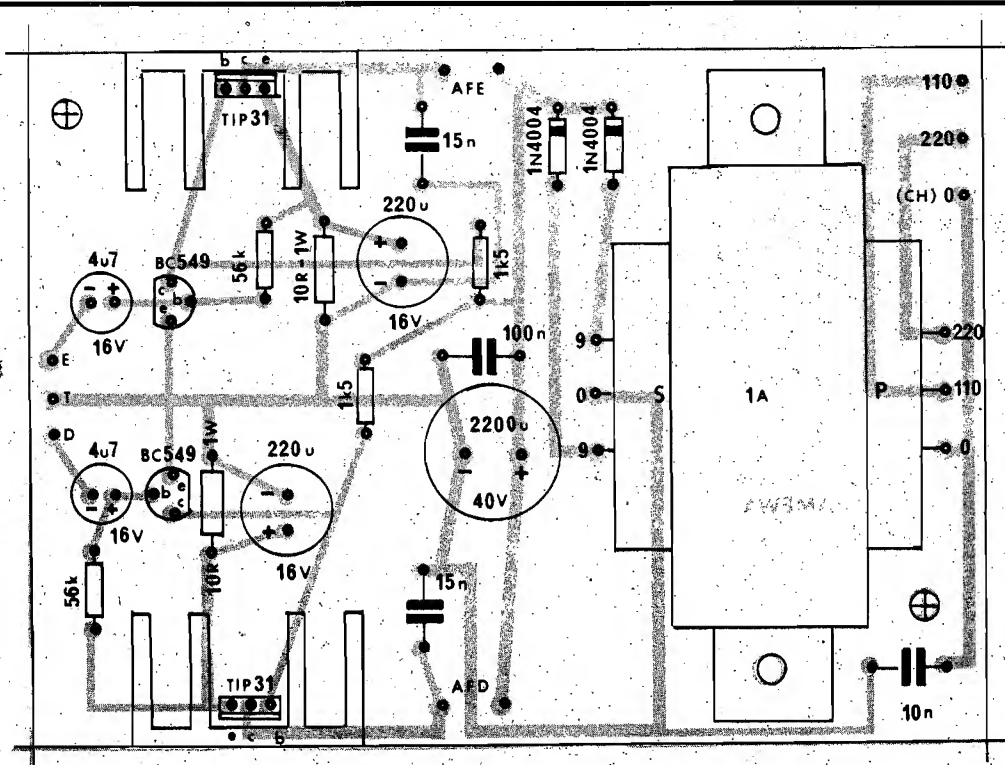 b c e
AFE
110
TIP31
15n
1N4004
1N4004
220
(CH) 0
220u
+
-
16V
56k
10R-1W
1k5
4u7
- +
16V
BC549
c
b
e
E
T
D
100n
1k5
9
0
9
S
1A
P
220
110
0
2200u
- +
40V
4u7
- +
16V
BC549
e
b
c
1W
10R
220u
-
+
16V
56k
15n
TIP31
e c b
AFD
10n